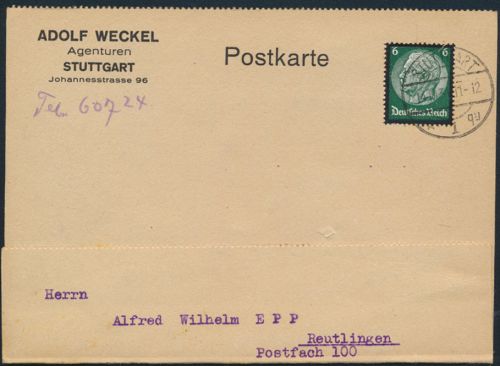 ADOLF WECKEL
Agenturen
STUTTGART
Johannesstrasse 96
Tel. 60724
Postkarte
6 6
Deutsches Reich
Herrn
Alfred Wilhelm EPP
Reutlingen
Postfach 100